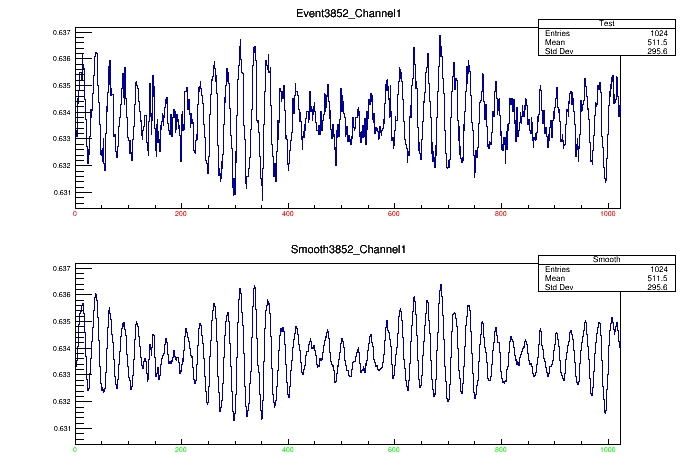 Event3852_Channel1
Test
Entries 1024
Mean 511.5
Std Dev 295.6
0.637
0.636
0.635
0.634
0.633
0.632
0.631
0 200 400 600 800 1000
Smooth3852_Channel1
Smooth
Entries 1024
Mean 511.5
Std Dev 295.6
0.637
0.636
0.635
0.634
0.633
0.632
0.631
0 200 400 600 800 1000